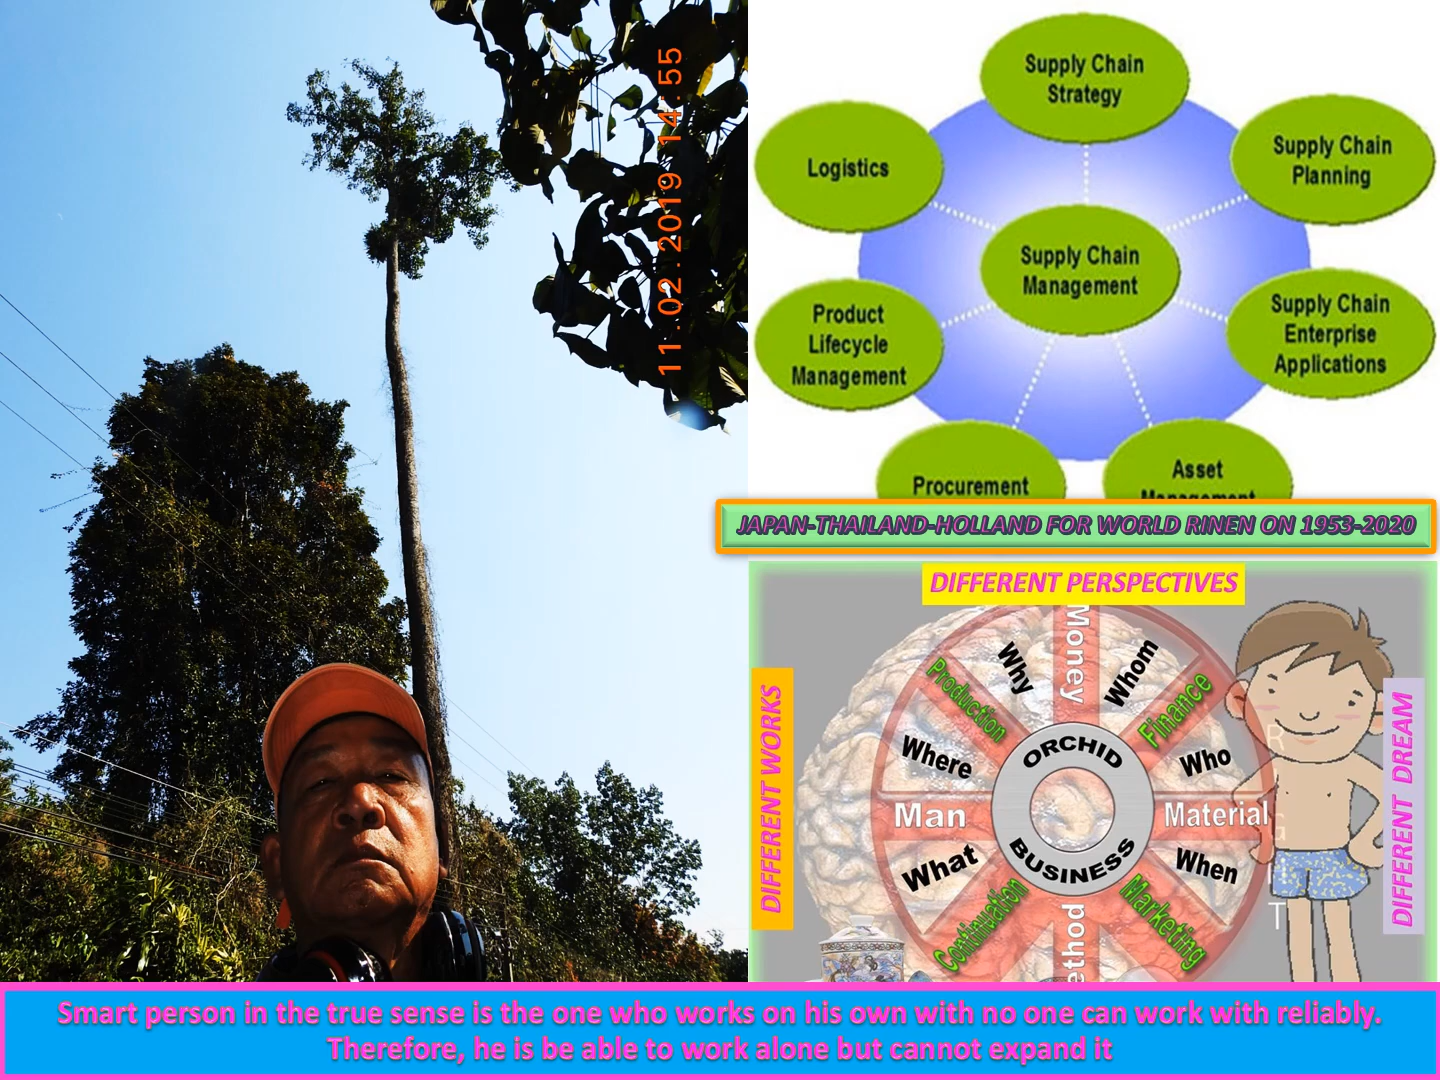 11.02.2019 14:55
Supply Chain
Strategy
Logistics
Supply Chain
Planning
Supply Chain
Management
Product
Lifecycle
Management
Supply Chain
Enterprise
Applications
Procurement
Asset
Management
JAPAN-THAILAND-HOLLAND FOR WORLD RINEN ON 1953-2020
DIFFERENT PERSPECTIVES
DIFFERENT WORKS
DIFFERENT DREAM
Money
Why
Whom
Production
Finance
Where
Who
ORCHID
BUSINESS
Man
Material
What
When
Continuation
Marketing
ethod
R
G
I
T
Smart person in the true sense is the one who works on his own with no one can work with reliably.
Therefore, he is be able to work alone but cannot expand it